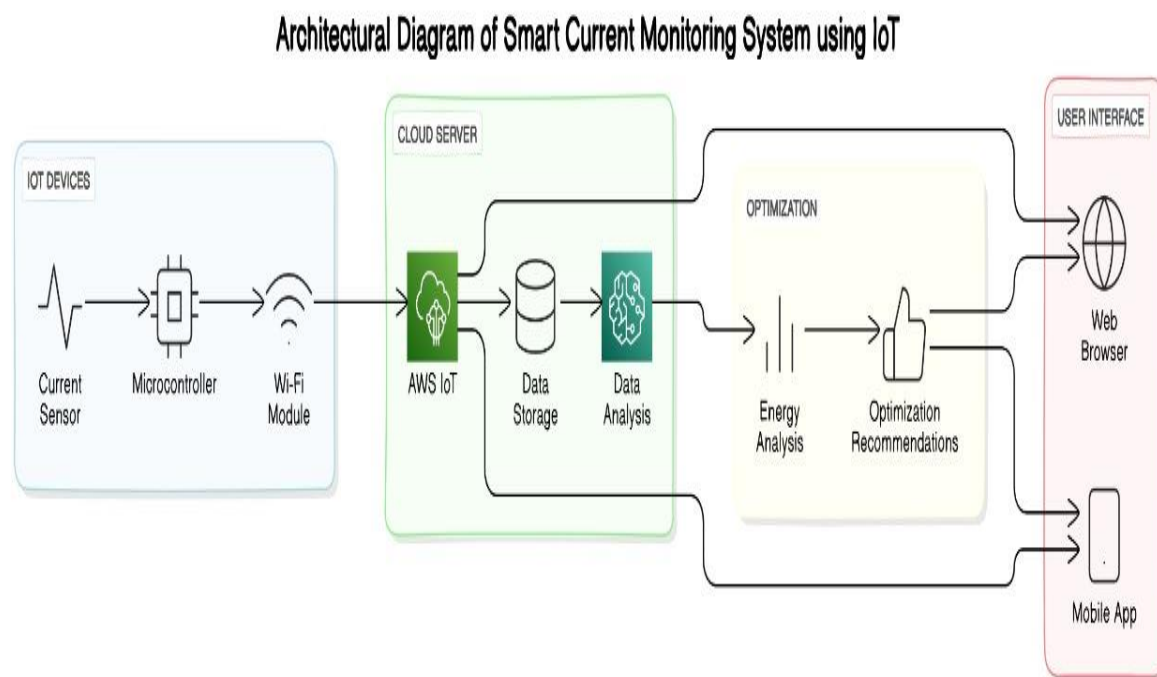 Architectural Diagram of Smart Current Monitoring System using IoT
IOT DEVICES
Current
Sensor
Microcontroller
Wi-Fi
Module
CLOUD SERVER
AWS IoT
Data
Storage
Data
Analysis
OPTIMIZATION
Energy
Analysis
Optimization
Recommendations
USER INTERFACE
Web
Browser
Mobile App